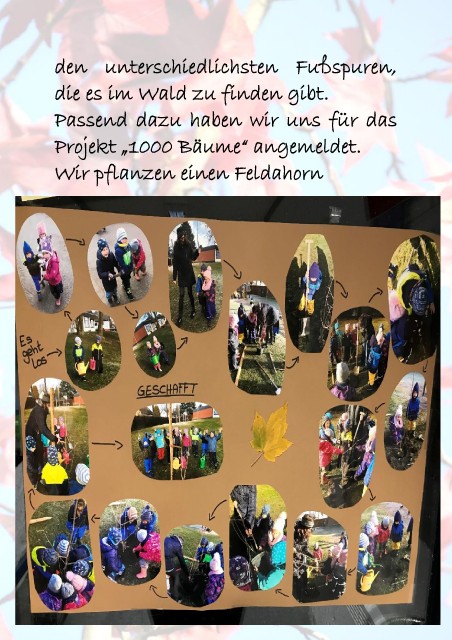 den unterschiedlichsten Fußspuren,
die es im Wald zu finden gibt.
Passend dazu haben wir uns für das
Projekt „1000 Bäume“ angemeldet.
Wir pflanzen einen Feldahorn
Es
geht
los
GESCHAFFT